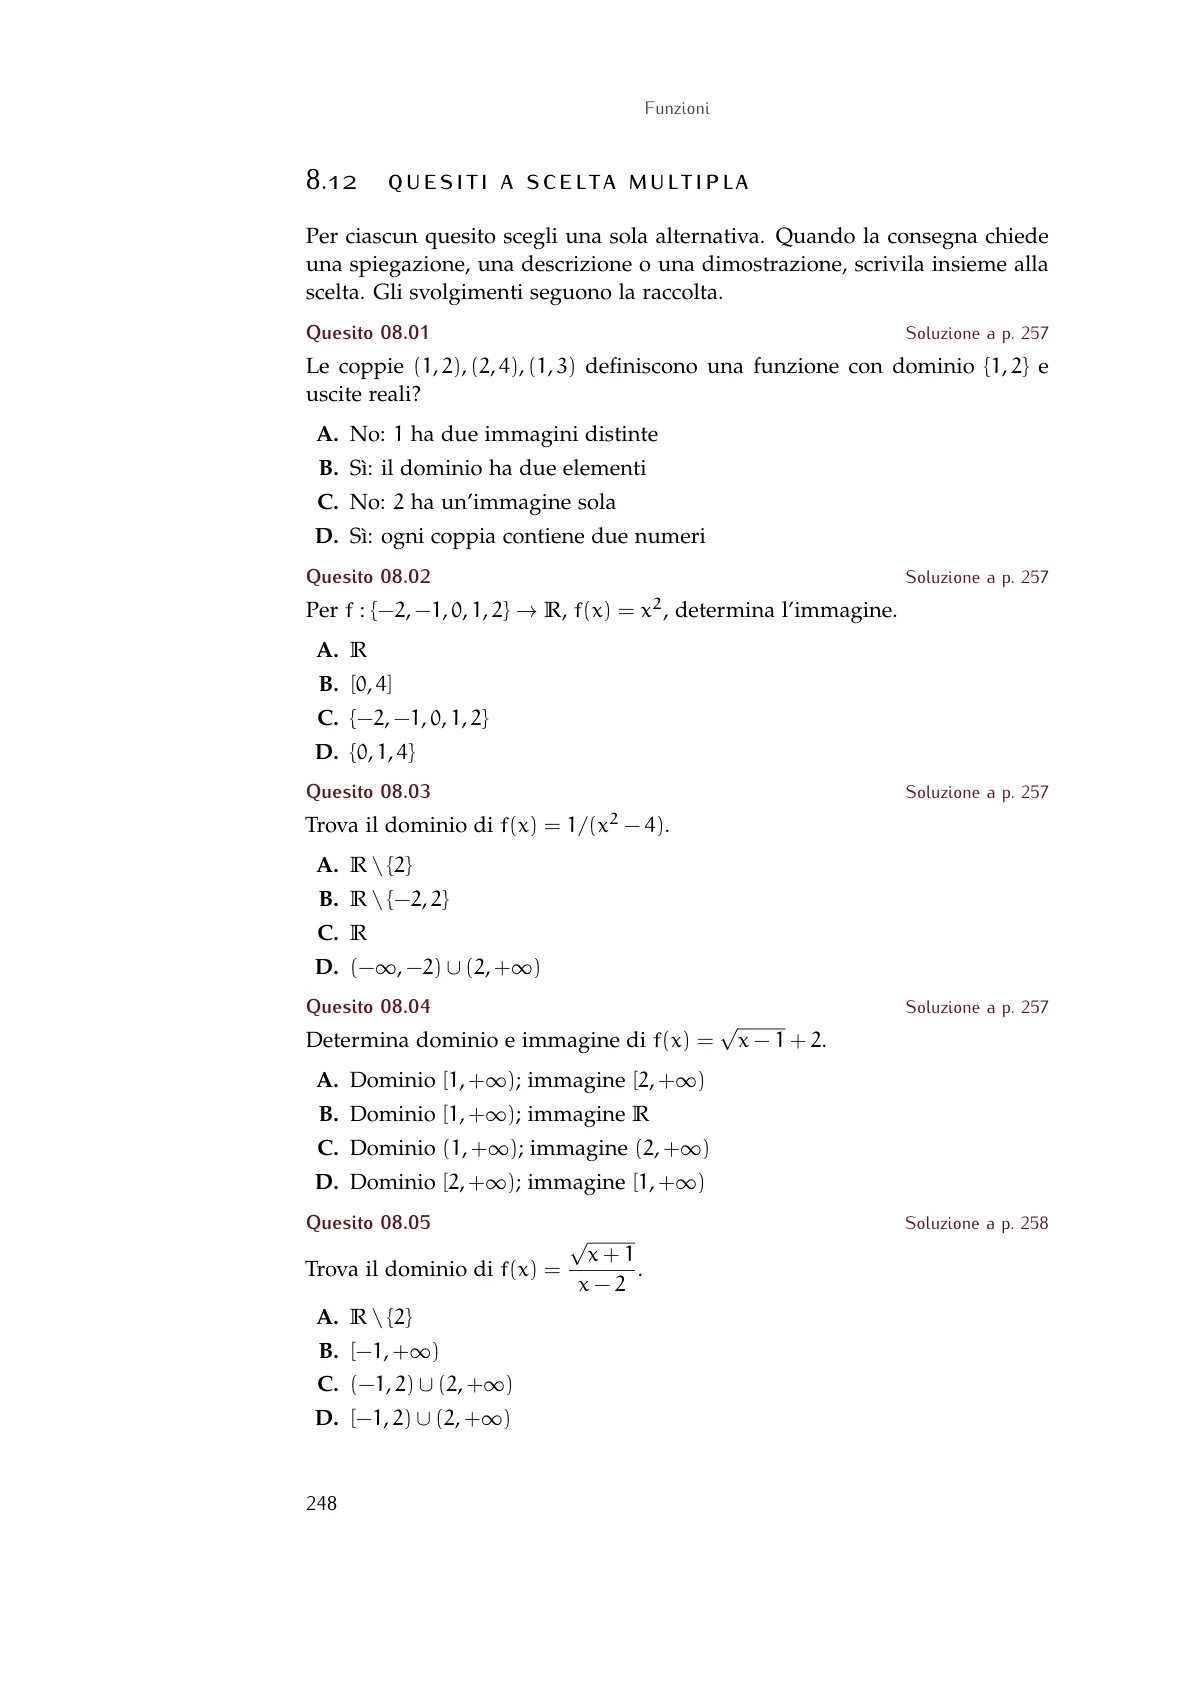 Funzioni
8.12 QUESITI A SCELTA MULTIPLA
Per ciascun quesito scegli una sola alternativa. Quando la consegna chiede
una spiegazione, una descrizione o una dimostrazione, scrivila insieme alla
scelta. Gli svolgimenti seguono la raccolta.
Quesito 08.01 Soluzione a p. 257
Le coppie (1, 2), (2, 4), (1, 3) definiscono una funzione con dominio {1, 2} e
uscite reali?
A. No: 1 ha due immagini distinte
B. Sì: il dominio ha due elementi
C. No: 2 ha un'immagine sola
D. Sì: ogni coppia contiene due numeri
Quesito 08.02 Soluzione a p. 257
Per f : {−2, −1, 0, 1, 2} → ℝ, f(x) = x², determina l'immagine.
A. ℝ
B. [0, 4]
C. {−2, −1, 0, 1, 2}
D. {0, 1, 4}
Quesito 08.03 Soluzione a p. 257
Trova il dominio di f(x) = 1/(x² − 4).
A. ℝ \ {2}
B. ℝ \ {−2, 2}
C. ℝ
D. (−∞, −2) ∪ (2, +∞)
Quesito 08.04 Soluzione a p. 257
Determina dominio e immagine di f(x) = √(x − 1) + 2.
A. Dominio [1, +∞); immagine [2, +∞)
B. Dominio [1, +∞); immagine ℝ
C. Dominio (1, +∞); immagine (2, +∞)
D. Dominio [2, +∞); immagine [1, +∞)
Quesito 08.05 Soluzione a p. 258
Trova il dominio di f(x) = √(x + 1) / (x − 2).
A. ℝ \ {2}
B. [−1, +∞)
C. (−1, 2) ∪ (2, +∞)
D. [−1, 2) ∪ (2, +∞)
248